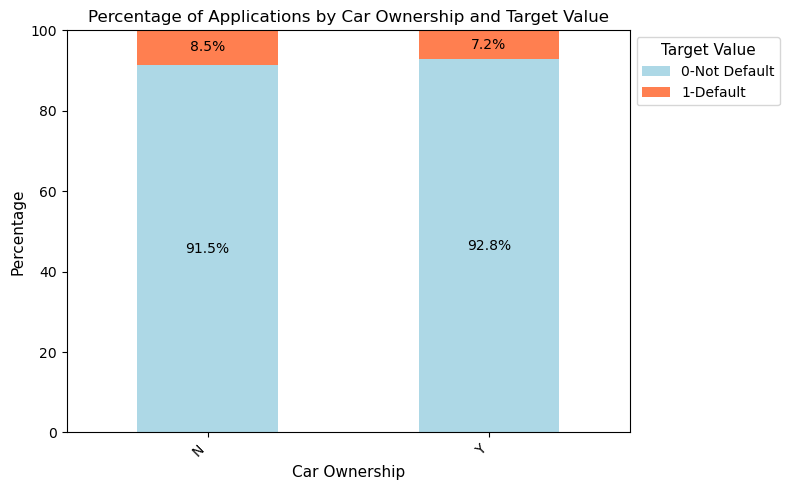 Percentage of Applications by Car Ownership and Target Value
Target Value
0-Not Default
1-Default
Percentage
100
80
60
40
20
0
8.5%
7.2%
91.5%
92.8%
N
Y
Car Ownership